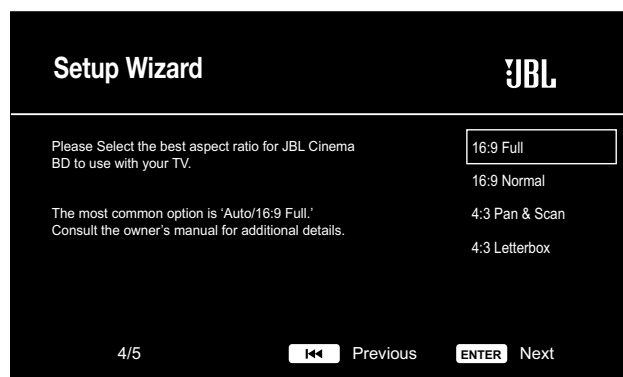 Setup Wizard
JBL
Please Select the best aspect ratio for JBL Cinema
BD to use with your TV.
The most common option is ‘Auto/16:9 Full.’
Consult the owner’s manual for additional details.
16:9 Full
16:9 Normal
4:3 Pan & Scan
4:3 Letterbox
4/5
Previous
ENTER Next